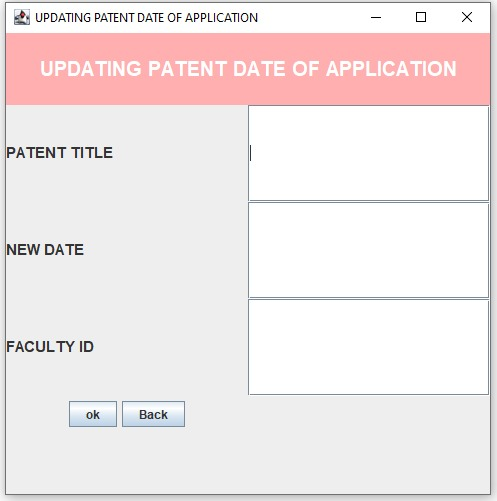 UPDATING PATENT DATE OF APPLICATION
UPDATING PATENT DATE OF APPLICATION
PATENT TITLE
NEW DATE
FACULTY ID
ok Back